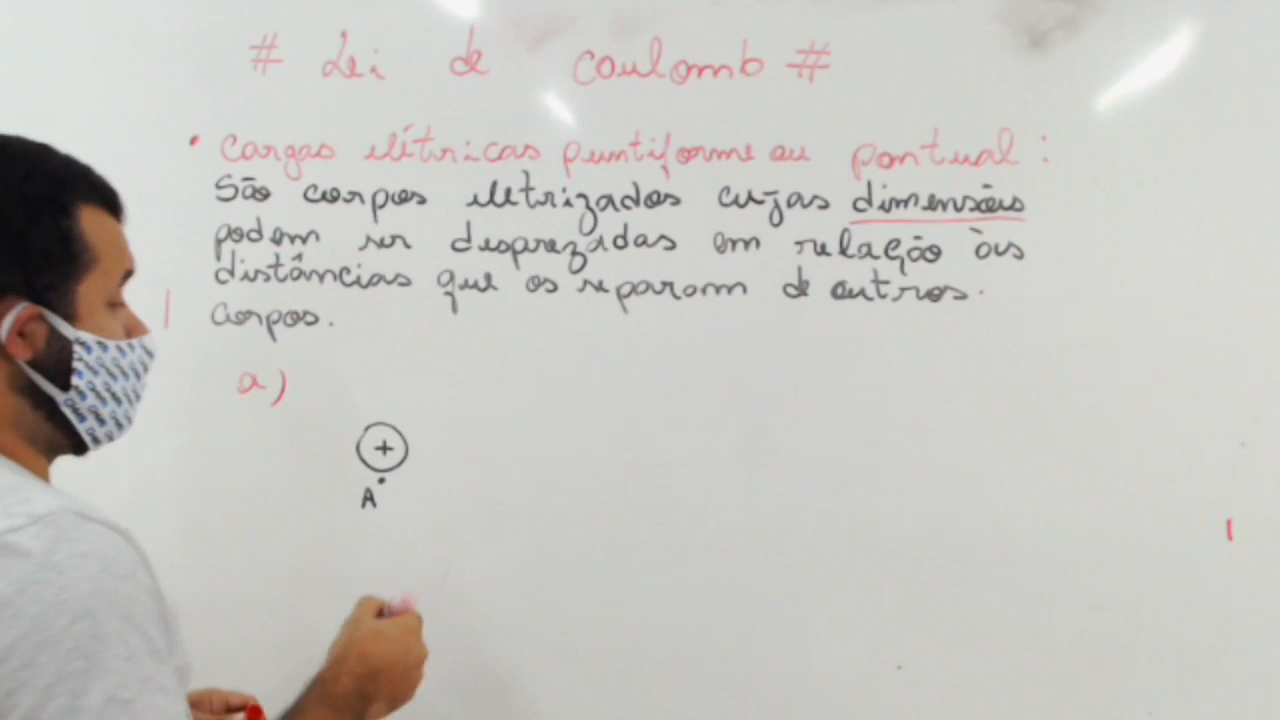 # Lei de coulomb #
• cargas elétricas puntiforme ou pontual :
São corpos eletrizados cujas dimensões
podem ser desprezadas em relação às
distâncias que os separam de outros.
Corpos.
a)
+
A